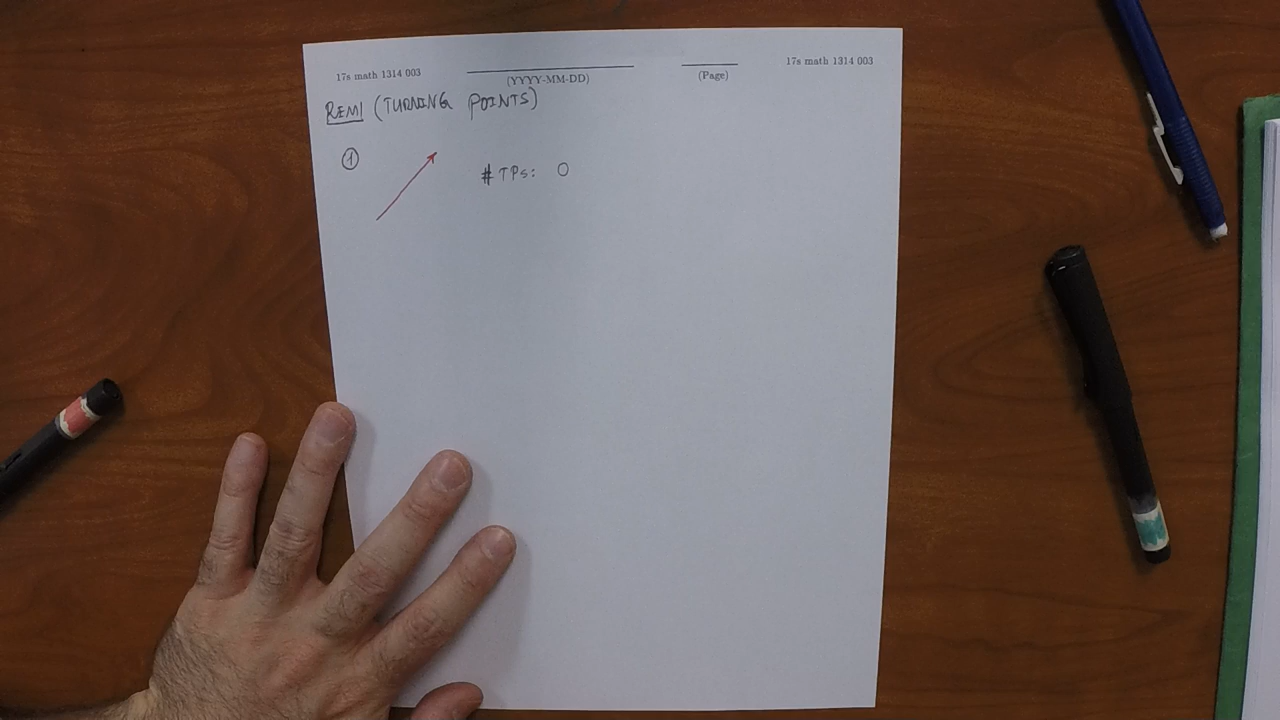 17s math 1314 003 (YYYY-MM-DD) (Page) 17s math 1314 003
REM (TURNING POINTS)
① # TPs: 0